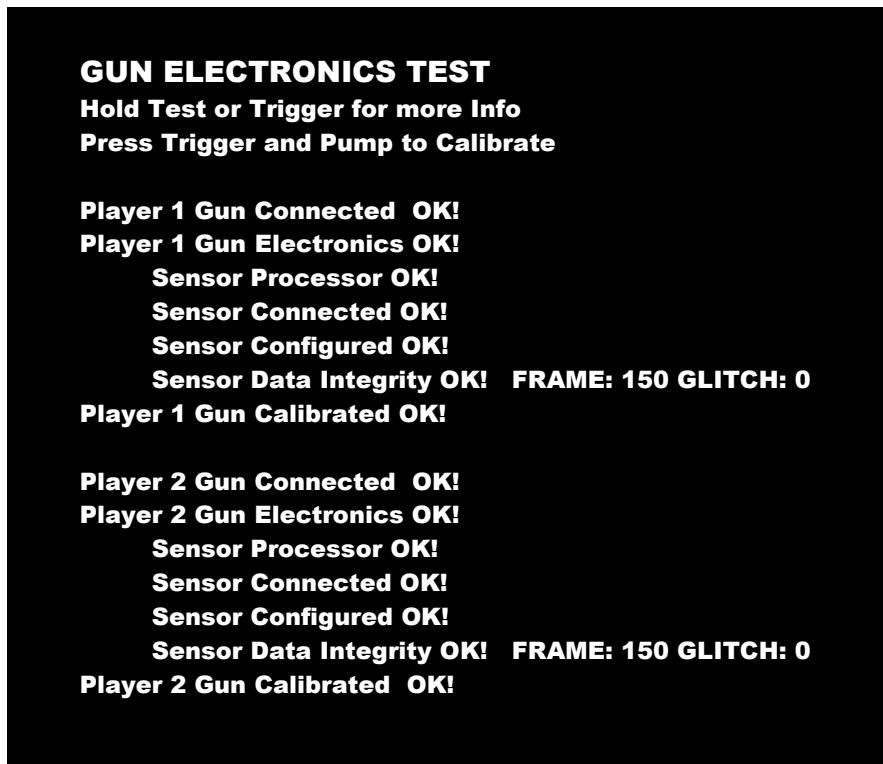 GUN ELECTRONICS TEST
Hold Test or Trigger for more Info
Press Trigger and Pump to Calibrate
Player 1 Gun Connected  OK!
Player 1 Gun Electronics OK!
Sensor Processor OK!
Sensor Connected OK!
Sensor Configured OK!
Sensor Data Integrity OK!   FRAME: 150 GLITCH: 0
Player 1 Gun Calibrated OK!
Player 2 Gun Connected  OK!
Player 2 Gun Electronics OK!
Sensor Processor OK!
Sensor Connected OK!
Sensor Configured OK!
Sensor Data Integrity OK!   FRAME: 150 GLITCH: 0
Player 2 Gun Calibrated  OK!